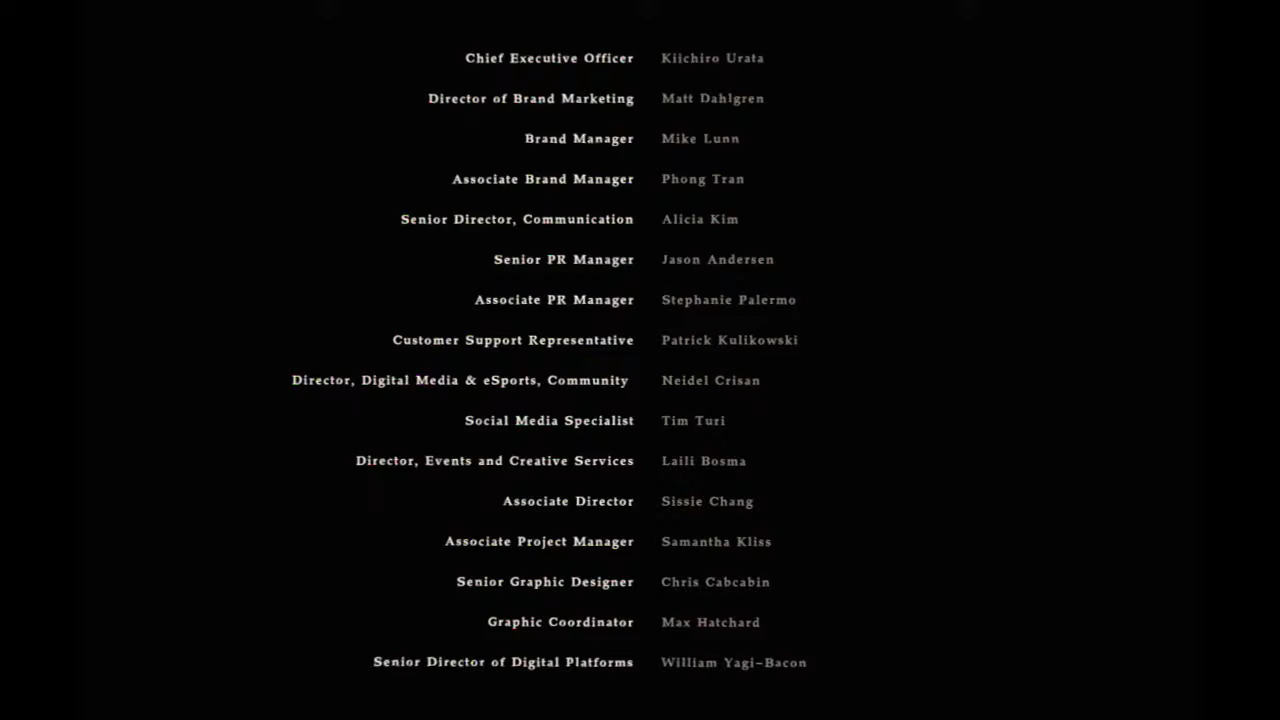 Chief Executive Officer Kiichiro Urata
Director of Brand Marketing Matt Dahlgren
Brand Manager Mike Lunn
Associate Brand Manager Phong Tran
Senior Director, Communication Alicia Kim
Senior PR Manager Jason Andersen
Associate PR Manager Stephanie Palermo
Customer Support Representative Patrick Kulikowski
Director, Digital Media & eSports, Community Neidel Crisan
Social Media Specialist Tim Turi
Director, Events and Creative Services Laili Bosma
Associate Director Sissie Chang
Associate Project Manager Samantha Kliss
Senior Graphic Designer Chris Cabcabin
Graphic Coordinator Max Hatchard
Senior Director of Digital Platforms William Yagi-Bacon